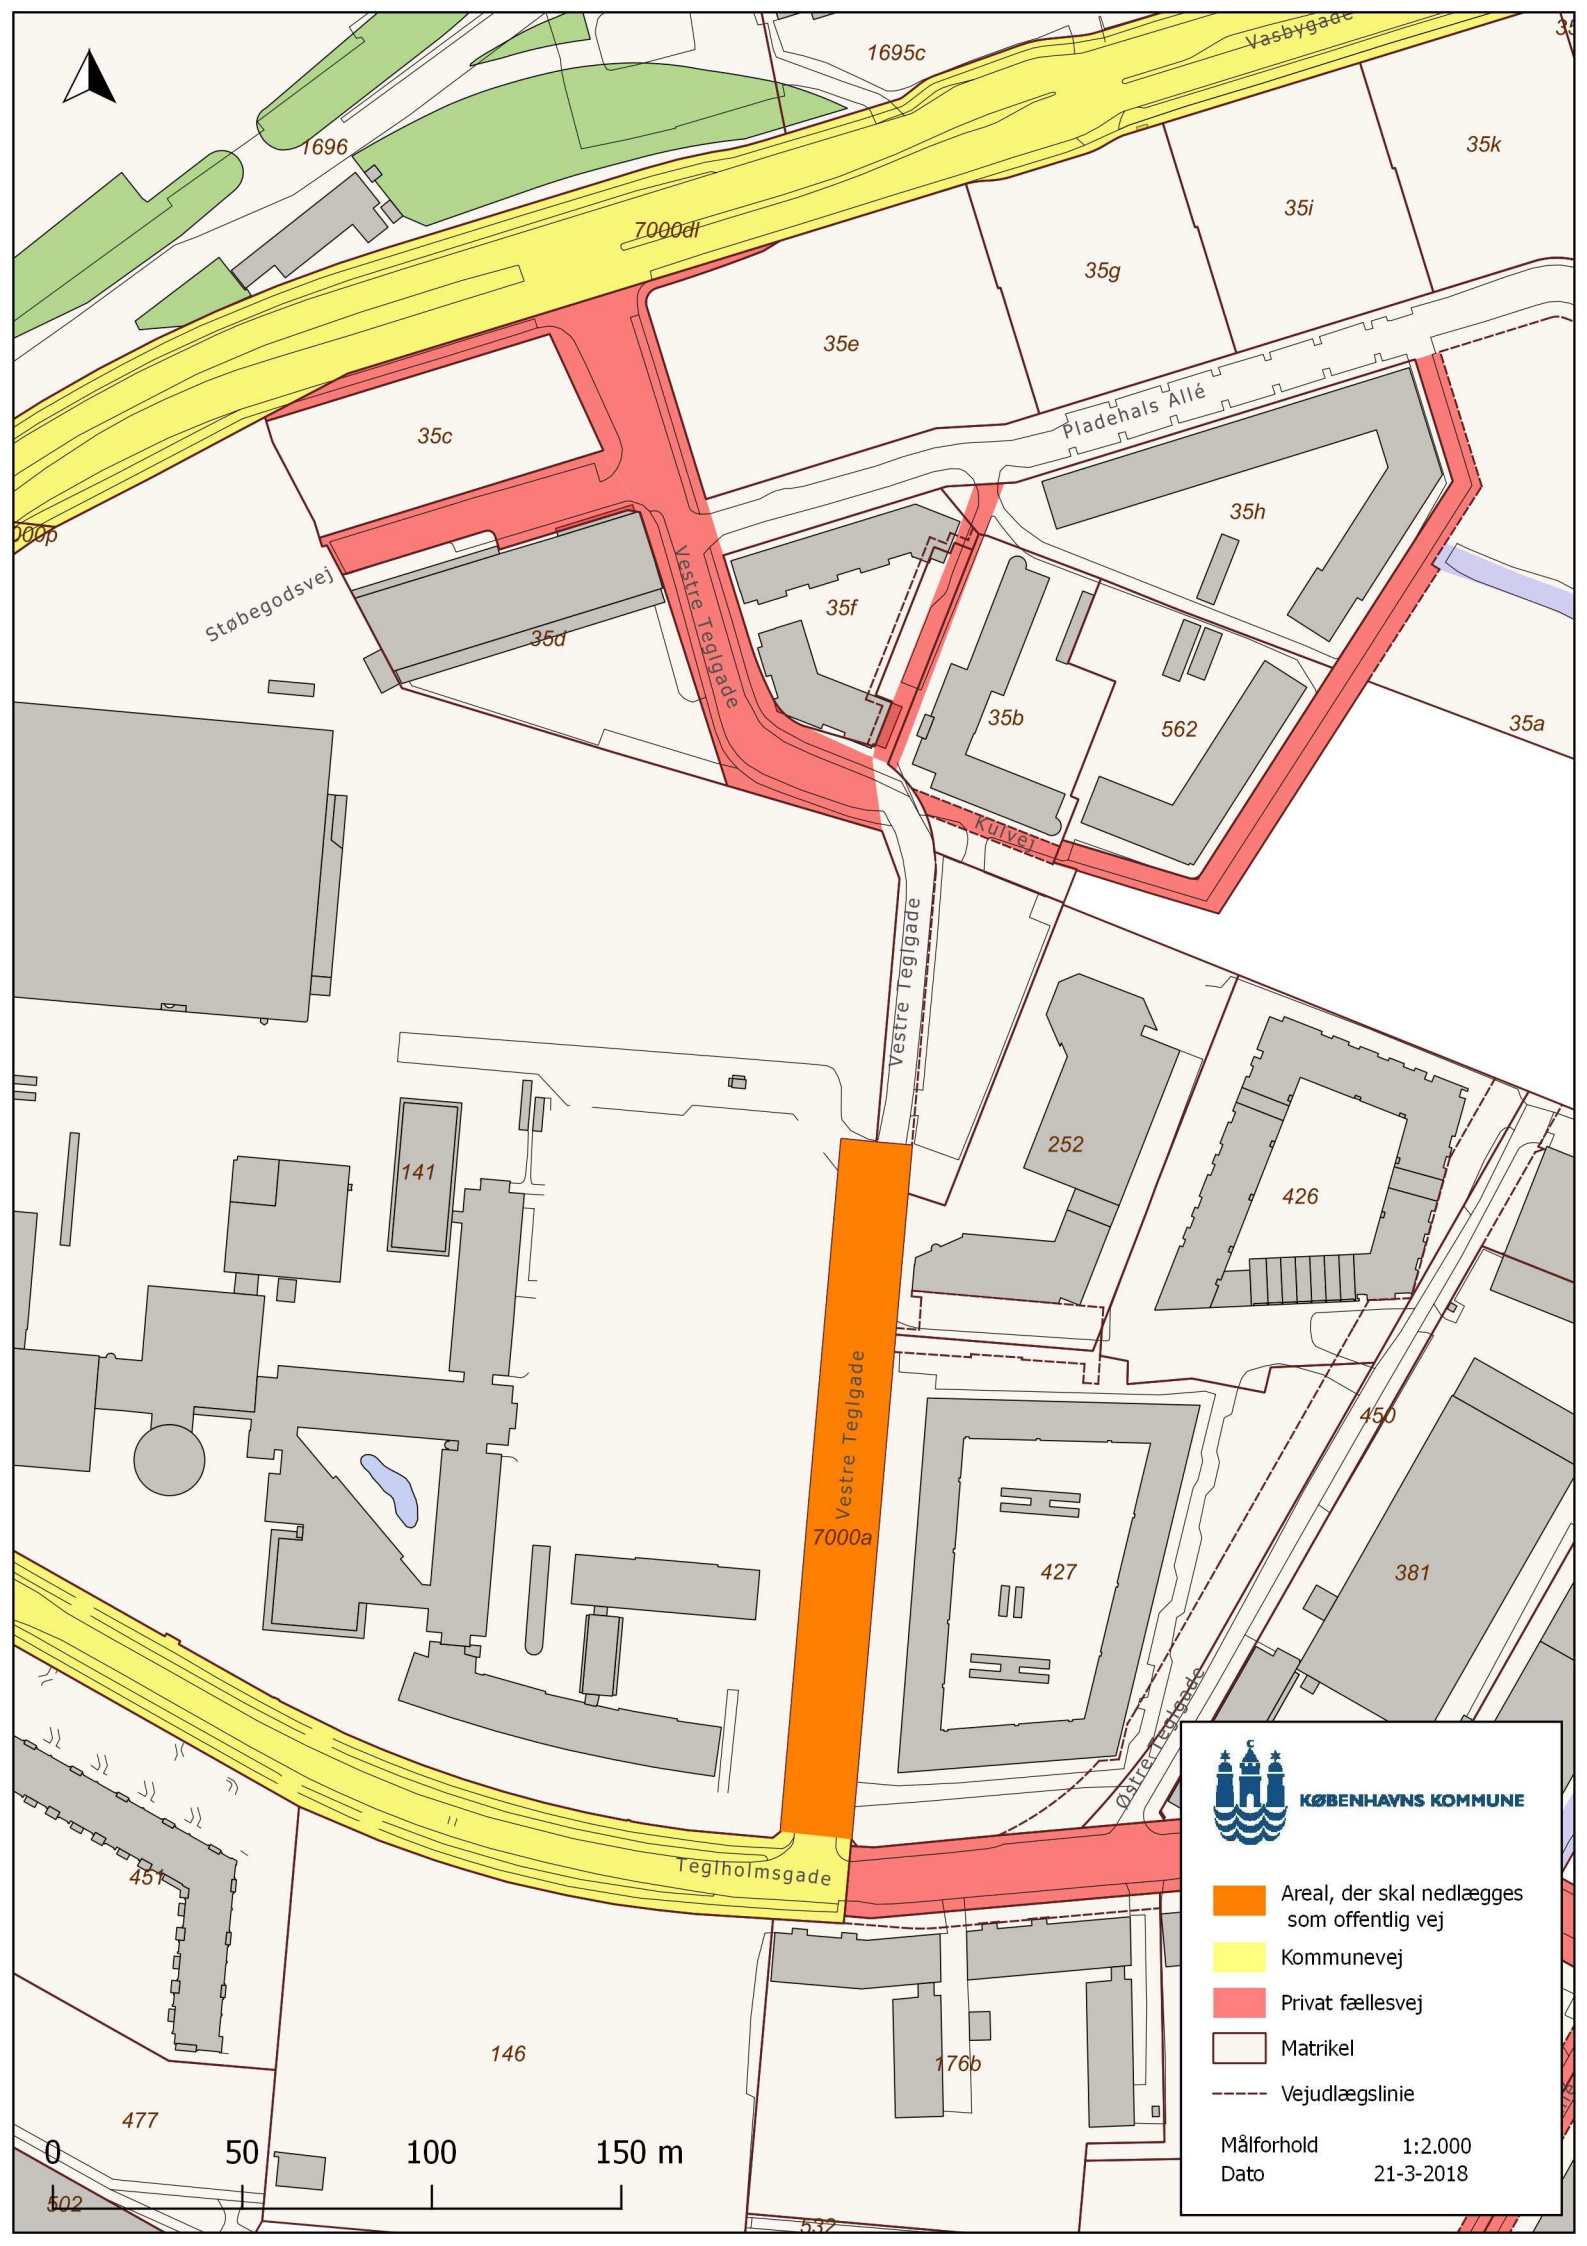 Vasbygade
1695c
1696
35k
35i
7000dl
35g
35e
Pladehals Allé
35c
35h
Støbegodsvej
35d
Vestre Teglgade
35f
35b
562
35a
Kulvej
Vestre Teglgade
141
252
426
Vestre Teglgade
450
7000a
427
381
Østre Teglgade
Teglholmsgade
451
146
176b
477
502
532
0 50 100 150 m
KØBENHAVNS KOMMUNE
Areal, der skal nedlægges
som offentlig vej
Kommunevej
Privat fællesvej
Matrikel
Vejudlægslinie
Målforhold 1:2.000
Dato 21-3-2018